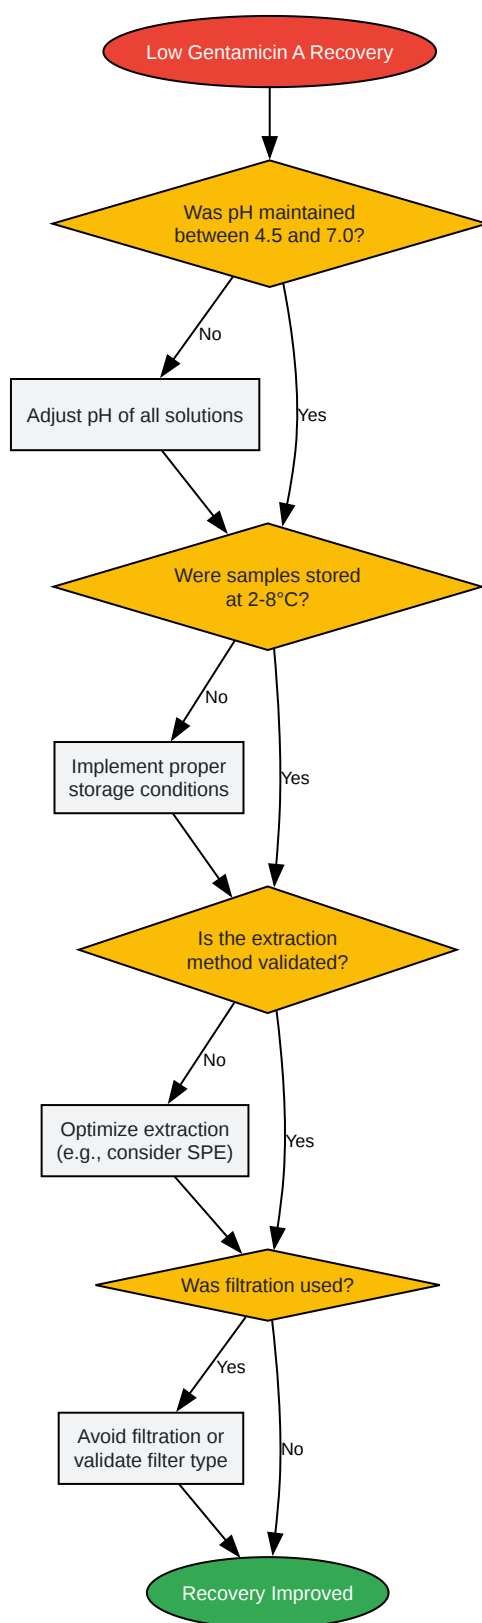 Low Gentamicin A Recovery
Was pH maintained
between 4.5 and 7.0?
No
Adjust pH of all solutions
Yes
Were samples stored
at 2-8°C?
No
Implement proper
storage conditions
Yes
Is the extraction
method validated?
No
Optimize extraction
(e.g., consider SPE)
Yes
Was filtration used?
Yes
Avoid filtration or
validate filter type
No
Recovery Improved